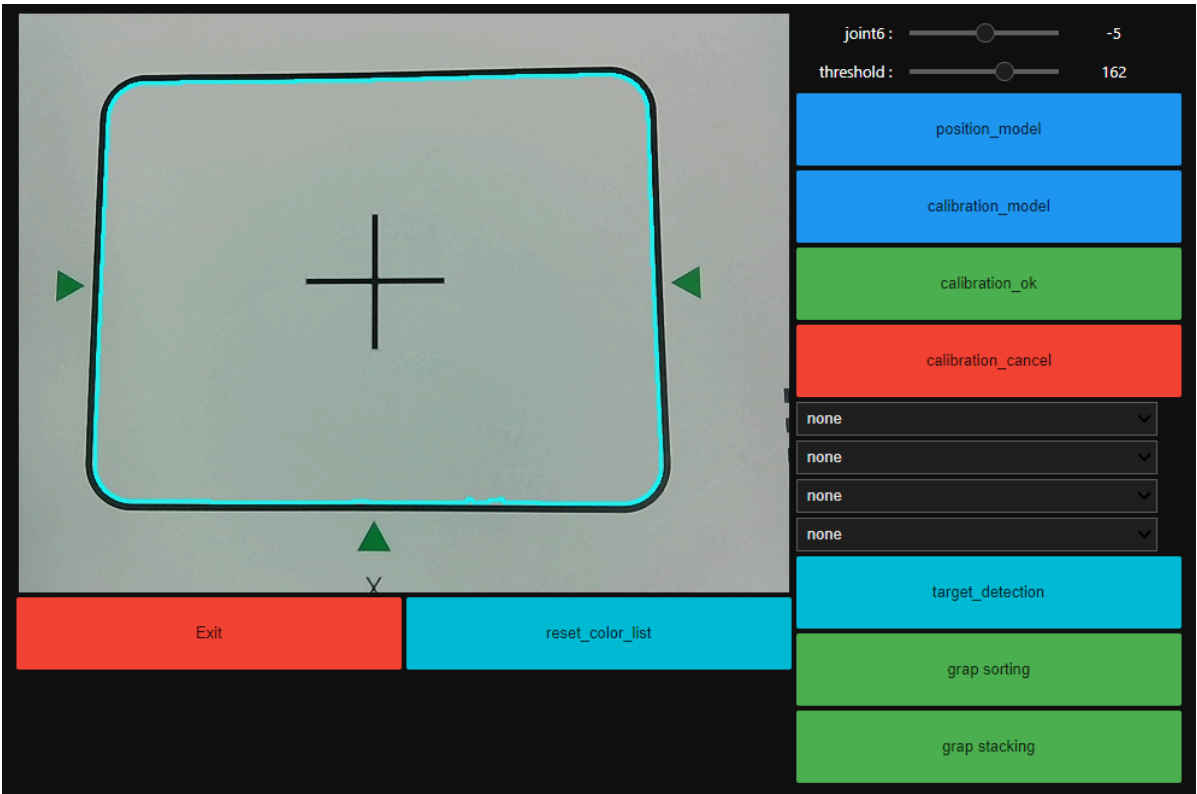 joint6 : -5
threshold : 162
position_model
calibration_model
calibration_ok
calibration_cancel
none
none
none
none
target_detection
grap sorting
grap stacking
Exit
reset_color_list